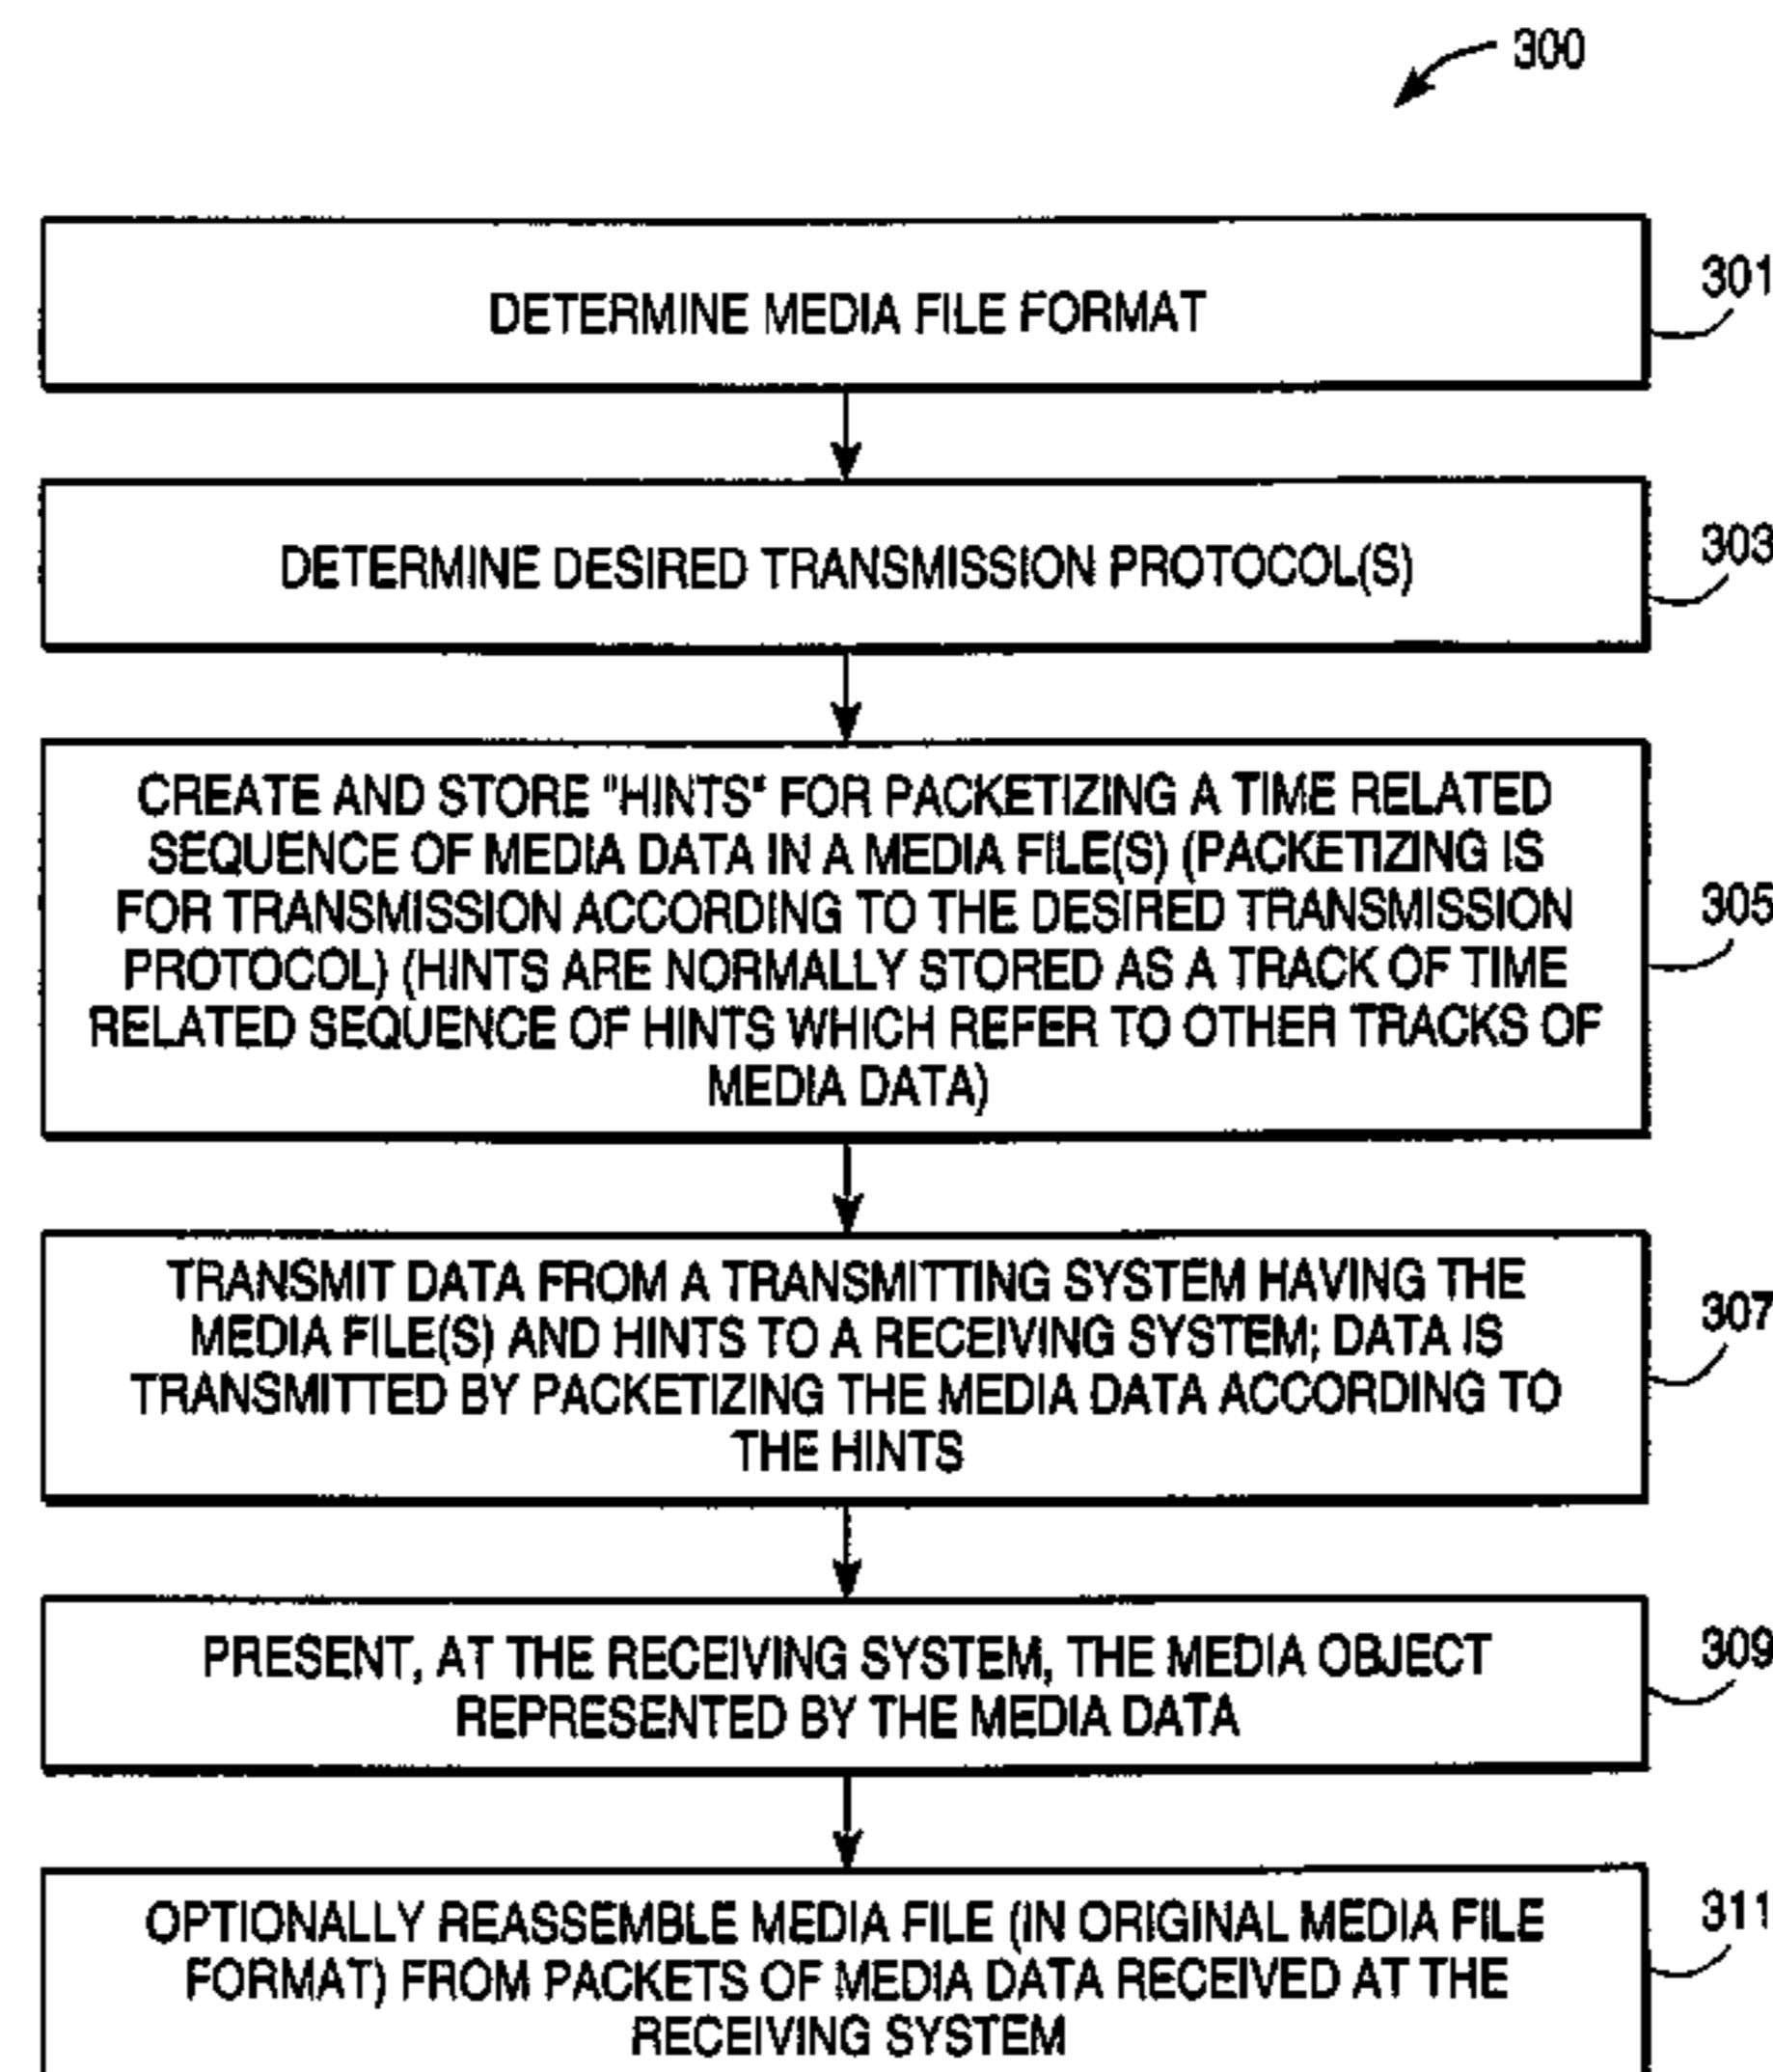 300
DETERMINE MEDIA FILE FORMAT
301
DETERMINE DESIRED TRANSMISSION PROTOCOL(S)
303
CREATE AND STORE "HINTS" FOR PACKETIZING A TIME RELATED
SEQUENCE OF MEDIA DATA IN A MEDIA FILE(S) (PACKETIZING IS
FOR TRANSMISSION ACCORDING TO THE DESIRED TRANSMISSION
PROTOCOL) (HINTS ARE NORMALLY STORED AS A TRACK OF TIME
RELATED SEQUENCE OF HINTS WHICH REFER TO OTHER TRACKS OF
MEDIA DATA)
305
TRANSMIT DATA FROM A TRANSMITTING SYSTEM HAVING THE
MEDIA FILE(S) AND HINTS TO A RECEIVING SYSTEM; DATA IS
TRANSMITTED BY PACKETIZING THE MEDIA DATA ACCORDING TO
THE HINTS
307
PRESENT, AT THE RECEIVING SYSTEM, THE MEDIA OBJECT
REPRESENTED BY THE MEDIA DATA
309
OPTIONALLY REASSEMBLE MEDIA FILE (IN ORIGINAL MEDIA FILE
FORMAT) FROM PACKETS OF MEDIA DATA RECEIVED AT THE
RECEIVING SYSTEM
311